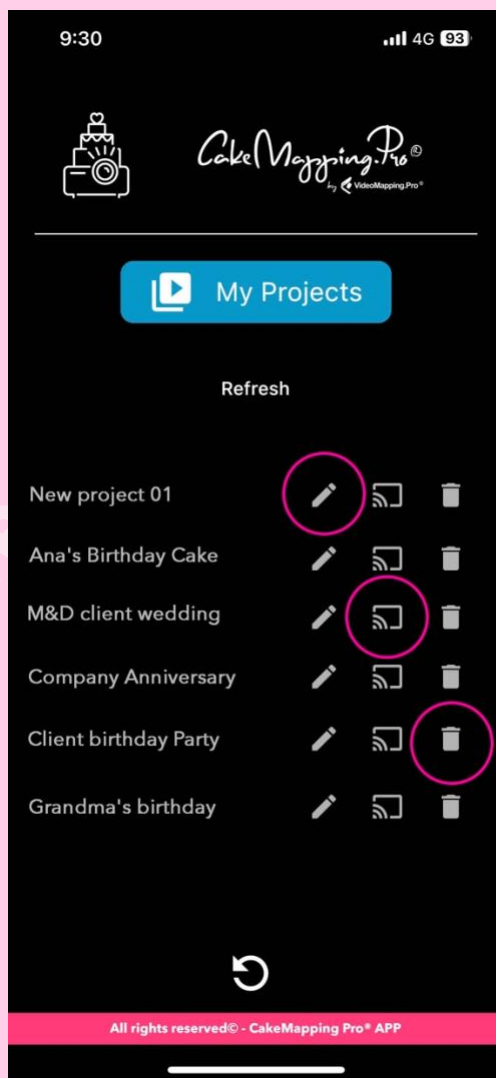 9:30 4G 93
CakeMapping.Pro®
by VideoMapping.Pro®
My Projects
Refresh
New project 01
Ana's Birthday Cake
M&D client wedding
Company Anniversary
Client birthday Party
Grandma's birthday
All rights reserved© - CakeMapping Pro® APP